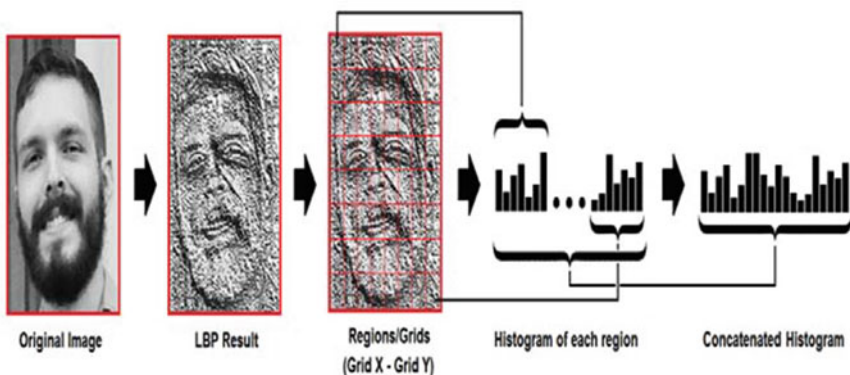 Original Image
LBP Result
Regions/Grids
(Grid X - Grid Y)
Histogram of each region
Concatenated Histogram